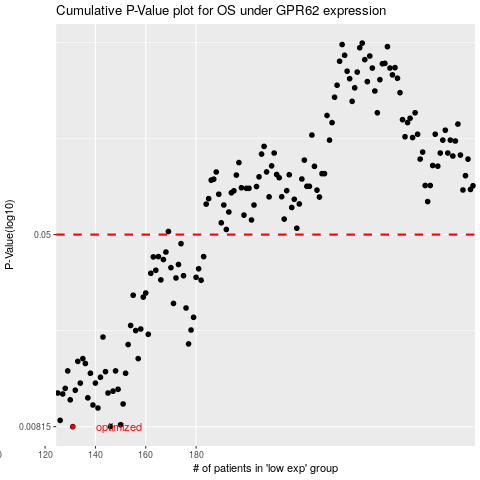 Cumulative P-Value plot for OS under GPR62 expression
P-Value(log10)
0.05
0.00815
optimized
0 120 140 160 180
# of patients in 'low exp' group